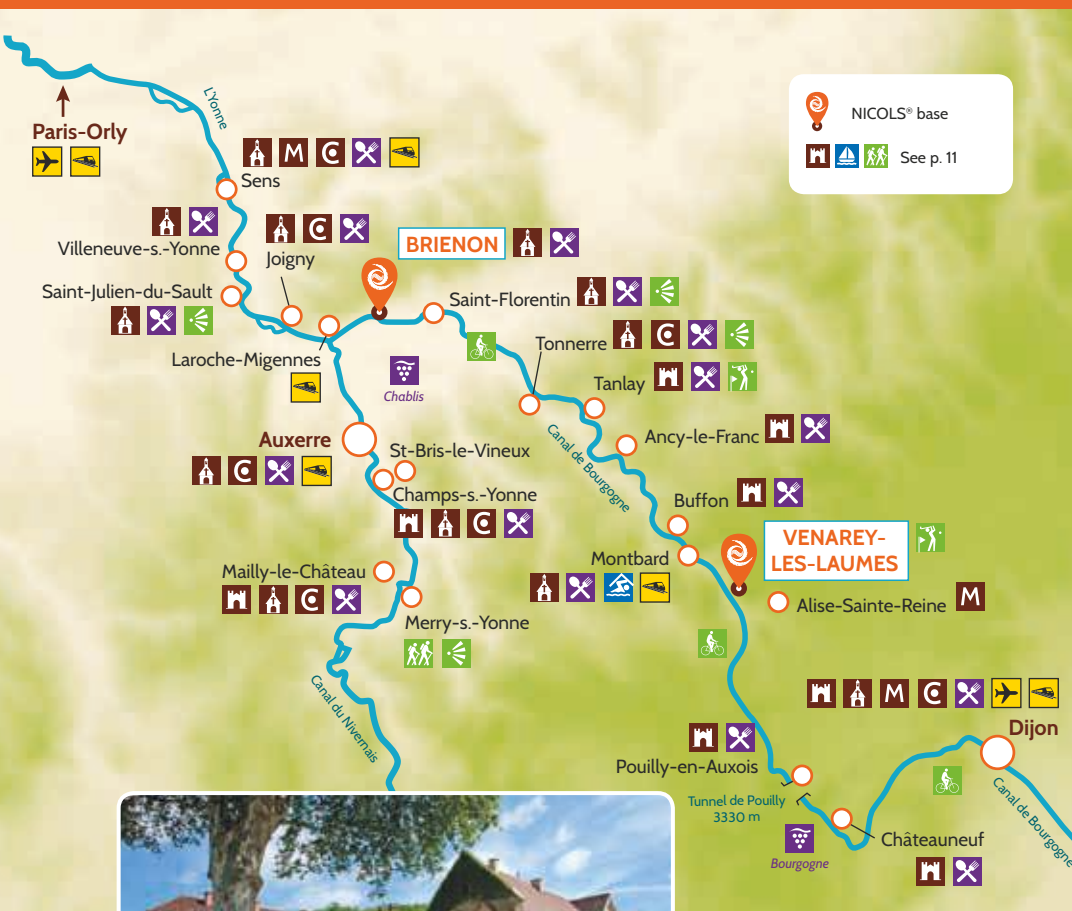 L'Yonne
Paris-Orly
NICOLS® base
See p. 11
M
Sens
Villeneuve-s.-Yonne
Joigny
BRIENON
Saint-Julien-du-Sault
Saint-Florentin
Laroche-Migennes
Tonnerre
Chablis
Tanlay
Auxerre
St-Bris-le-Vineux
Canal de Bourgogne
Ancy-le-Franc
Champs-s.-Yonne
Buffon
VENAREY-
LES-LAUMES
Montbard
Mailly-le-Château
Alise-Sainte-Reine
M
Merry-s.-Yonne
Canal du Nivernais
M
Dijon
Pouilly-en-Auxois
Tunnel de Pouilly
3330 m
Canal de Bourgogne
Châteauneuf
Bourgogne